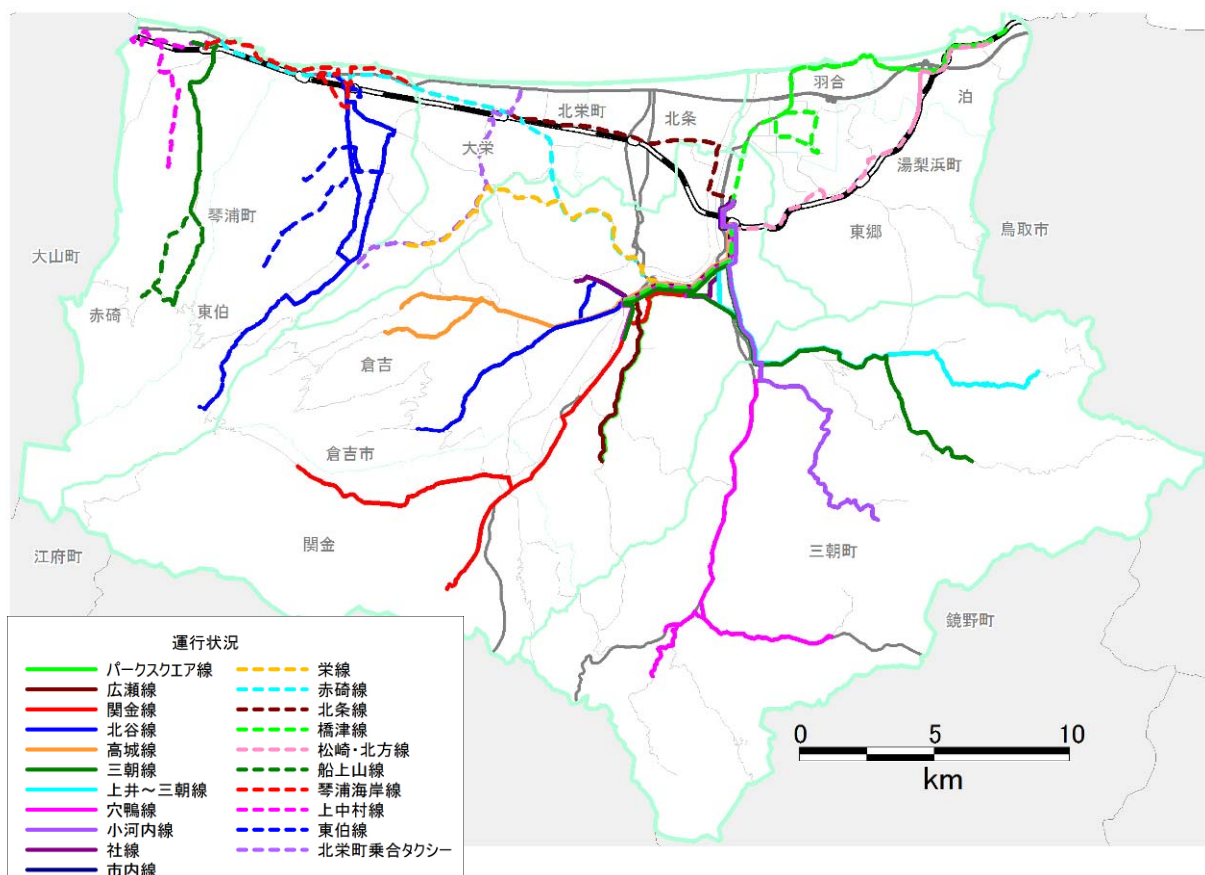 羽合
泊
北栄町
北条
大栄
湯梨浜町
琴浦町
東郷
鳥取市
大山町
赤碕
東伯
倉吉
倉吉市
関金
三朝町
江府町
鏡野町
運行状況
パークスクエア線
広瀬線
関金線
北谷線
高城線
三朝線
上井～三朝線
穴鴨線
小河内線
社線
市内線
栄線
赤碕線
北条線
橋津線
松崎・北方線
船上山線
琴浦海岸線
上中村線
東伯線
北栄町乗合タクシー
0 5 10
km